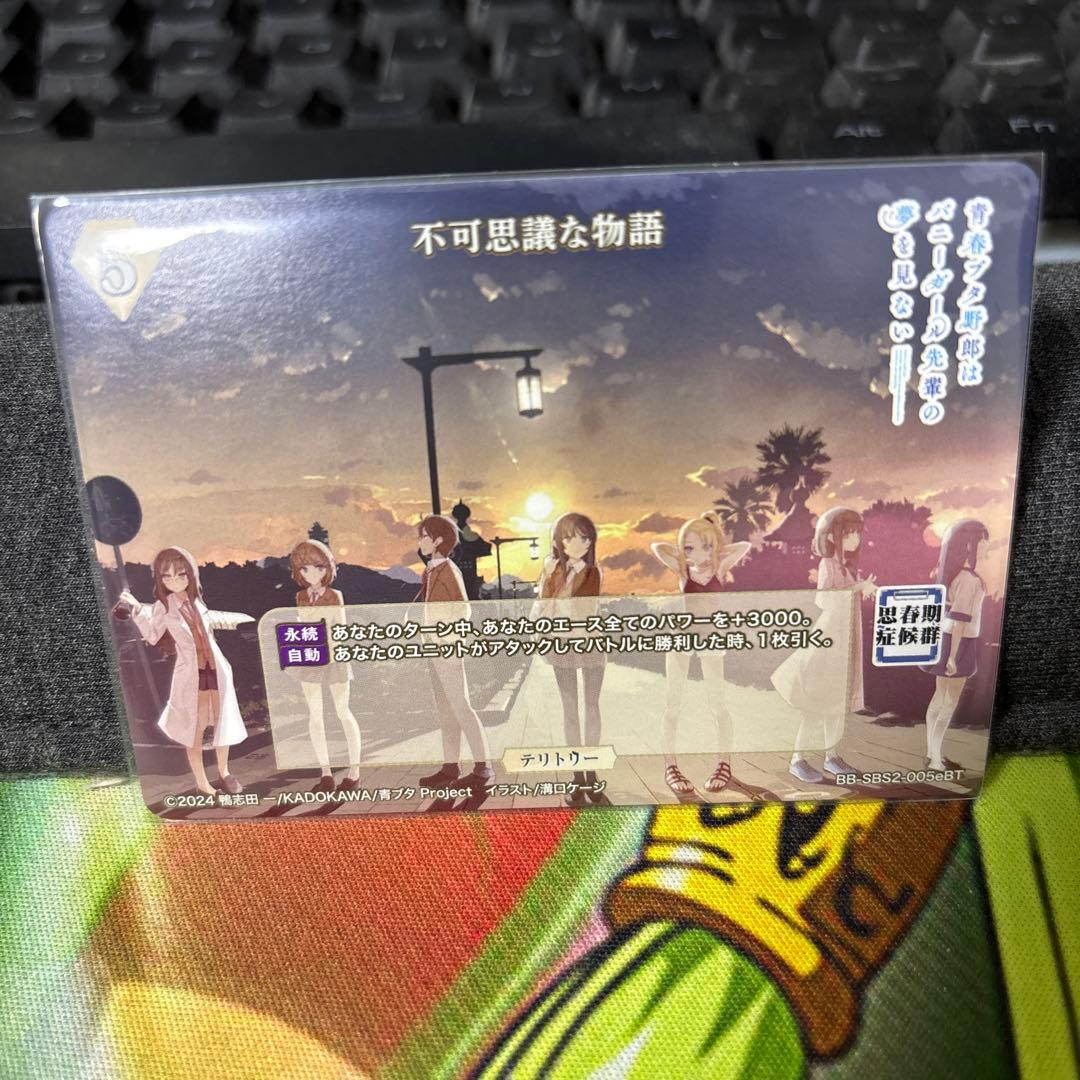 Alt
Fn
5
不可思議な物語
青春ブタ野郎は
バニーガール先輩の
夢を見ない
永続 あなたのターン中、あなたのエース全てのパワーを+3000。
自動 あなたのユニットがアタックしてバトルに勝利した時、1枚引く。
思春期
症候群
テリトリー
BB-SBS2-005eBT
©2024 鴨志田 一/KADOKAWA/青ブタ Project イラスト/溝口ケージ